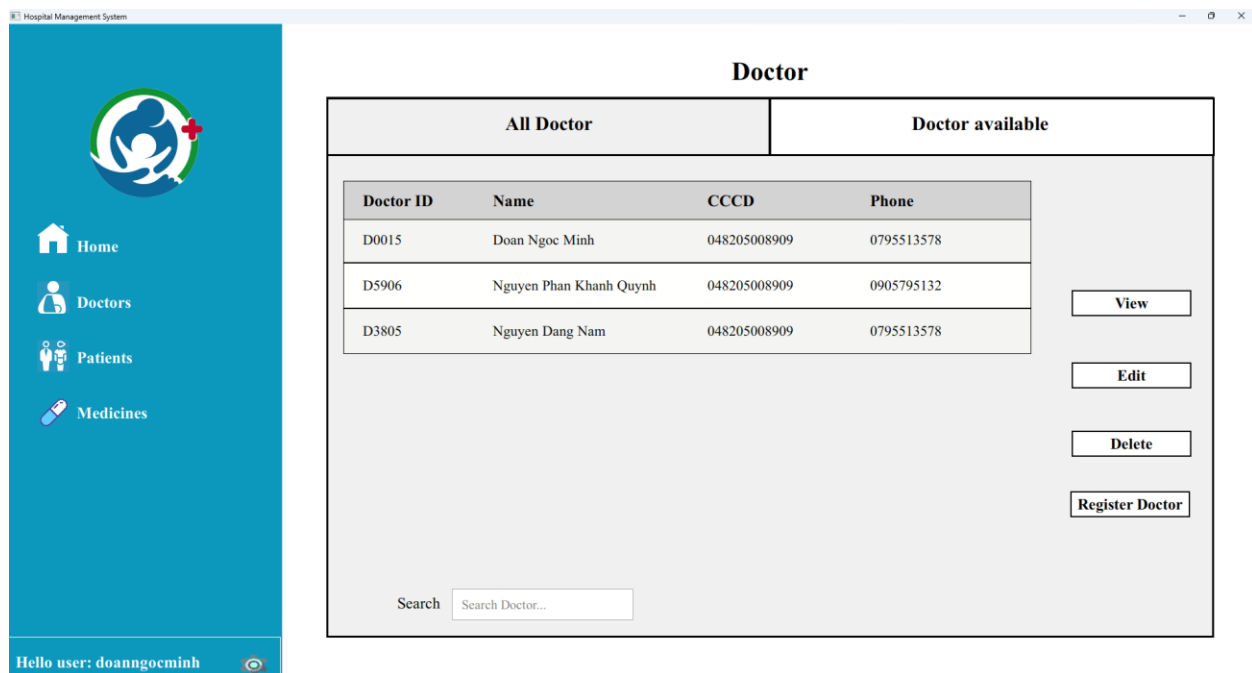 Hospital Management System
Doctor
All Doctor Doctor available
Doctor ID Name CCCD Phone
D0015 Doan Ngoc Minh 048205008909 0795513578
D5906 Nguyen Phan Khanh Quynh 048205008909 0905795132
D3805 Nguyen Dang Nam 048205008909 0795513578
Home
Doctors
Patients
Medicines
View
Edit
Delete
Register Doctor
Search Search Doctor...
Hello user: doanngocminh